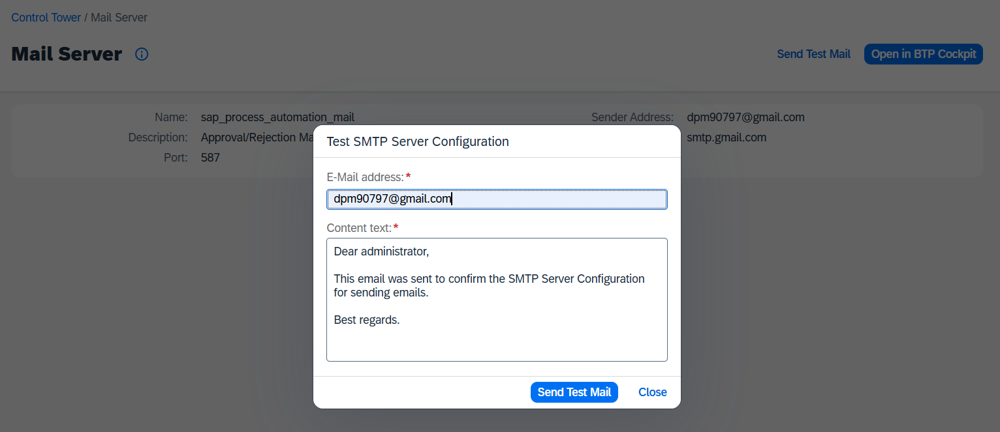 Control Tower / Mail Server
Mail Server
Send Test Mail
Open in BTP Cockpit
Name: sap_process_automation_mail
Sender Address: dpm90797@gmail.com
Description: Approval/Rejection Ma
smtp.gmail.com
Port: 587
Test SMTP Server Configuration
E-Mail address:*
dpm90797@gmail.com
Content text:*
Dear administrator,
This email was sent to confirm the SMTP Server Configuration
for sending emails.
Best regards.
Send Test Mail
Close